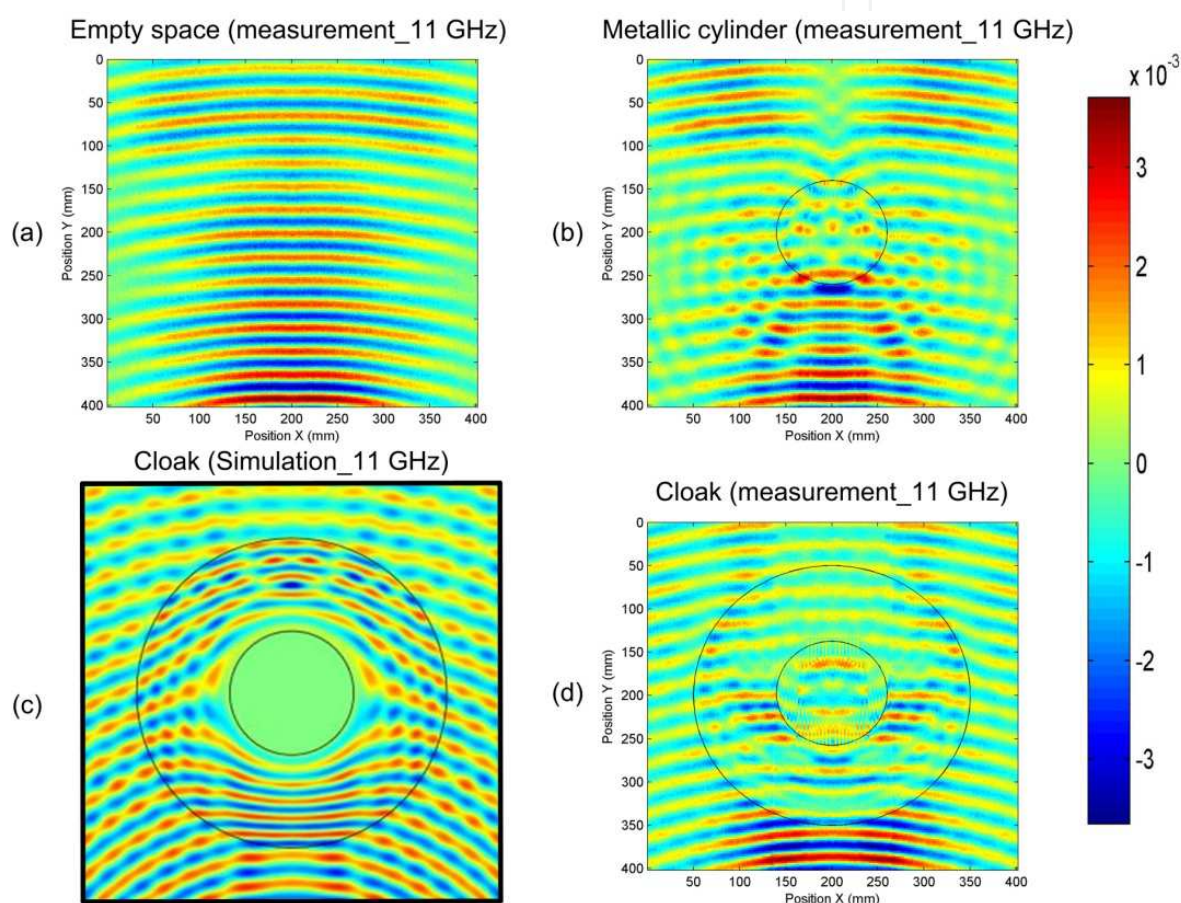 Empty space (measurement_11 GHz)
Metallic cylinder (measurement_11 GHz)
(a)
Position Y (mm)
0
50
100
150
200
250
300
350
400
50 100 150 200 250 300 350 400
Position X (mm)
(b)
Position Y (mm)
0
50
100
150
200
250
300
350
400
50 100 150 200 250 300 350 400
Position X (mm)
x 10-3
3
2
1
0
-1
-2
-3
Cloak (Simulation_11 GHz)
(c)
Cloak (measurement_11 GHz)
(d)
Position Y (mm)
0
50
100
150
200
250
300
350
400
50 100 150 200 250 300 350 400
Position X (mm)